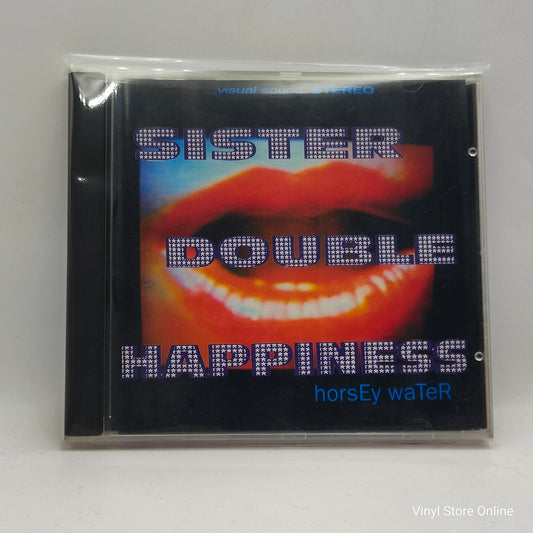 ...visual sound STEREO
SISTER
DOUBLE
HAPPINESS
horsEy waTeR
Vinyl Store Online